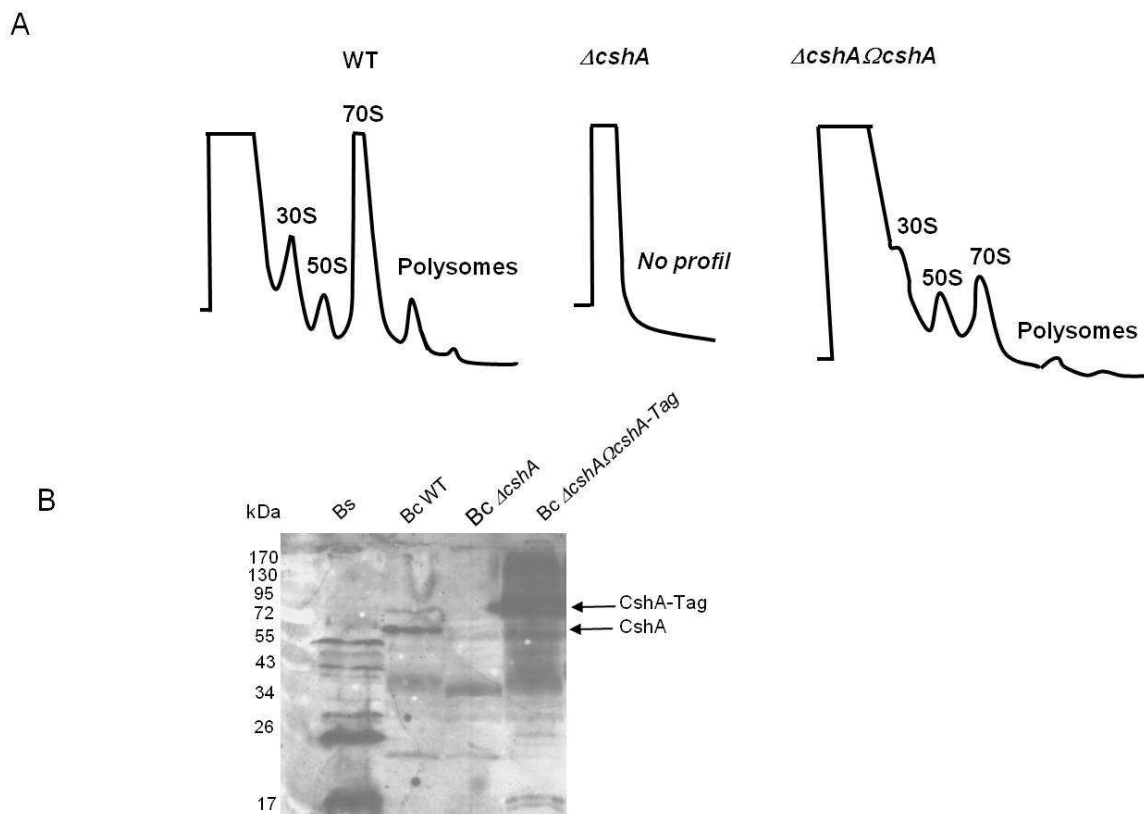 A
WT
ΔcshA
ΔcshAΩcshA
70S
30S
50S
Polysomes
No profil
30S
50S
70S
Polysomes
B
kDa
Bs
Bc WT
Bc ΔcshA
Bc ΔcshAΩcshA-Tag
170
130
95
72
55
43
34
26
17
CshA-Tag
CshA